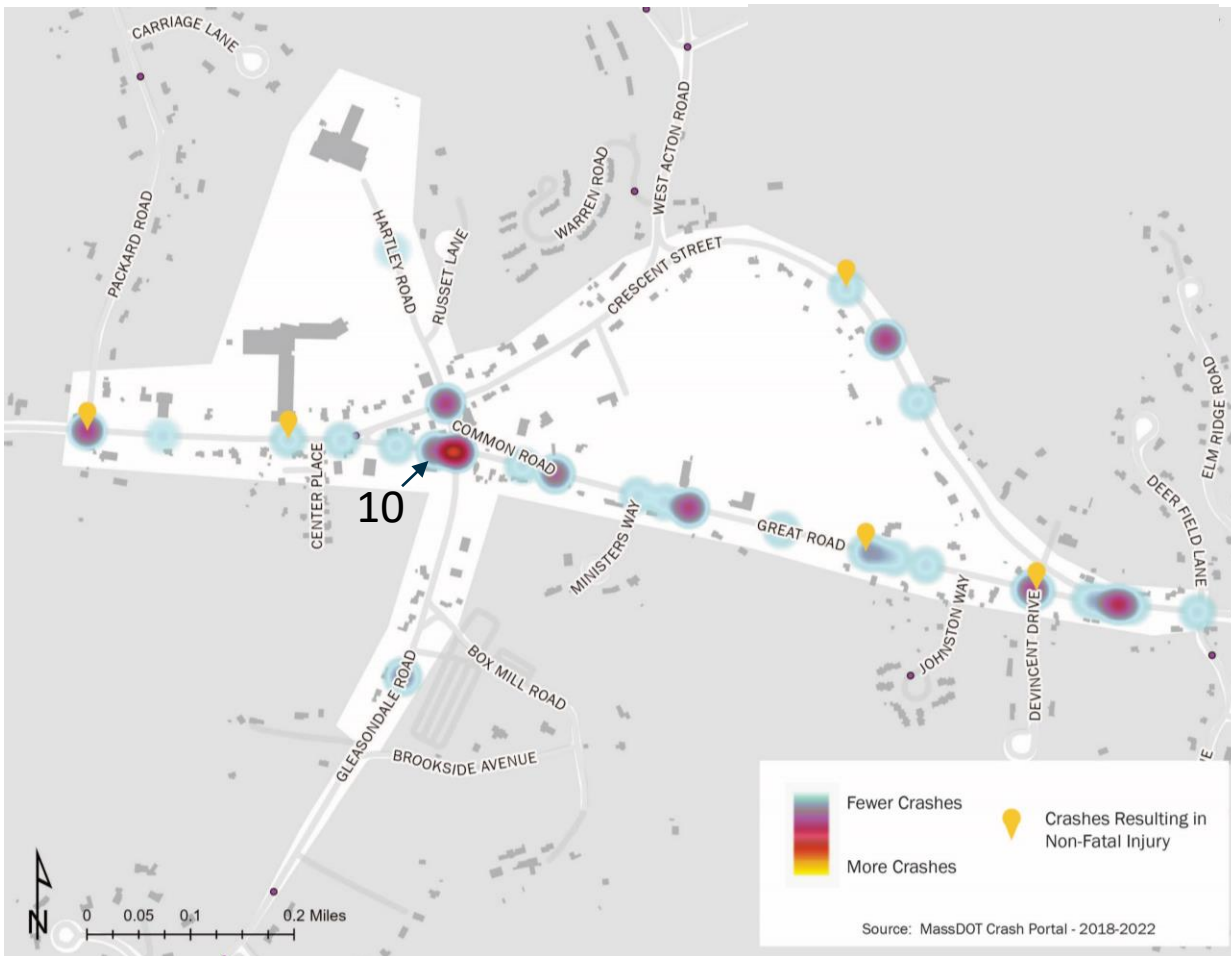 CARRIAGE LANE
PACKARD ROAD
HARTLEY ROAD
RUSSET LANE
WARREN ROAD
WEST ACTON ROAD
CRESCENT STREET
ELM RIDGE ROAD
DEER FIELD LANE
COMMON ROAD
CENTER PLACE
10
MINISTERS WAY
GREAT ROAD
JOHNSTON WAY
DEVINCENT DRIVE
BOX MILL ROAD
GLEASONDALE ROAD
BROOKSIDE AVENUE
Fewer Crashes
More Crashes
Crashes Resulting in
Non-Fatal Injury
Source: MassDOT Crash Portal - 2018-2022
N
0 0.05 0.1 0.2 Miles